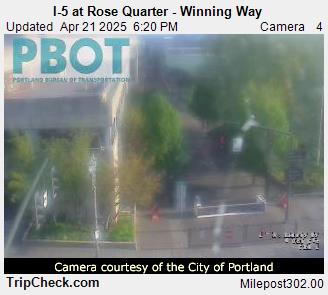 I-5 at Rose Quarter - Winning Way
Updated Apr 21 2025 6:20 PM Camera 4
PBOT
PORTLAND BUREAU OF TRANSPORTATION
Camera courtesy of the City of Portland
TripCheck.com Milepost302.00